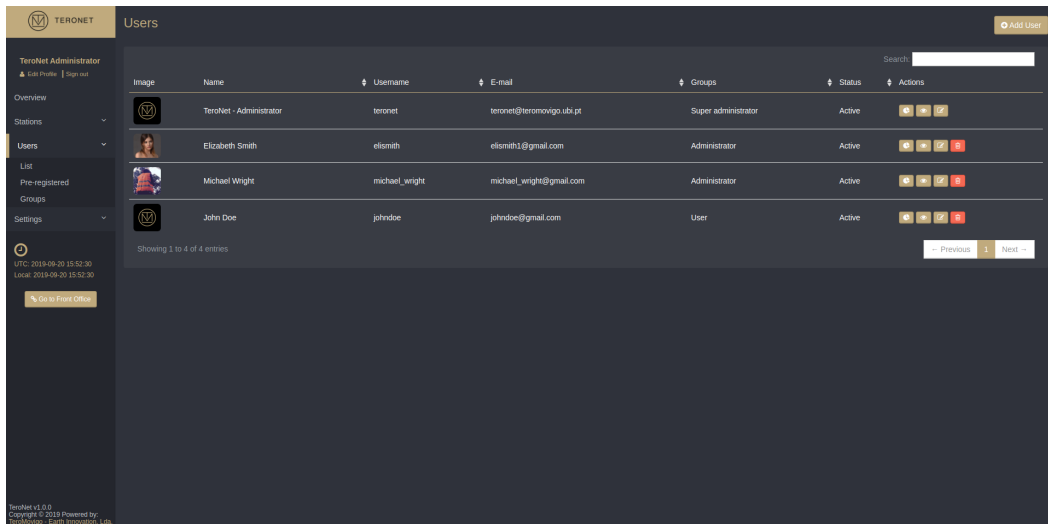 TERONET
Users
Add User
TeroNet Administrator
Edit Profile | Sign out
Overview
Stations
Users
List
Pre-registered
Groups
Settings
UTC: 2019-09-20 15:52:30
Local: 2019-09-20 15:52:30
Go to Front Office
TeroNet v1.0.0
Copyright © 2019 Powered by:
TeroMovigo - Earth Innovation, Lda.
Search:
Image Name Username E-mail Groups Status Actions
TeroNet - Administrator teronet teronet@teromovigo.ubi.pt Super administrator Active
Elizabeth Smith elismith elismith1@gmail.com Administrator Active
Michael Wright michael_wright michael_wright@gmail.com Administrator Active
John Doe johndoe johndoe@gmail.com User Active
Showing 1 to 4 of 4 entries
← Previous 1 Next →